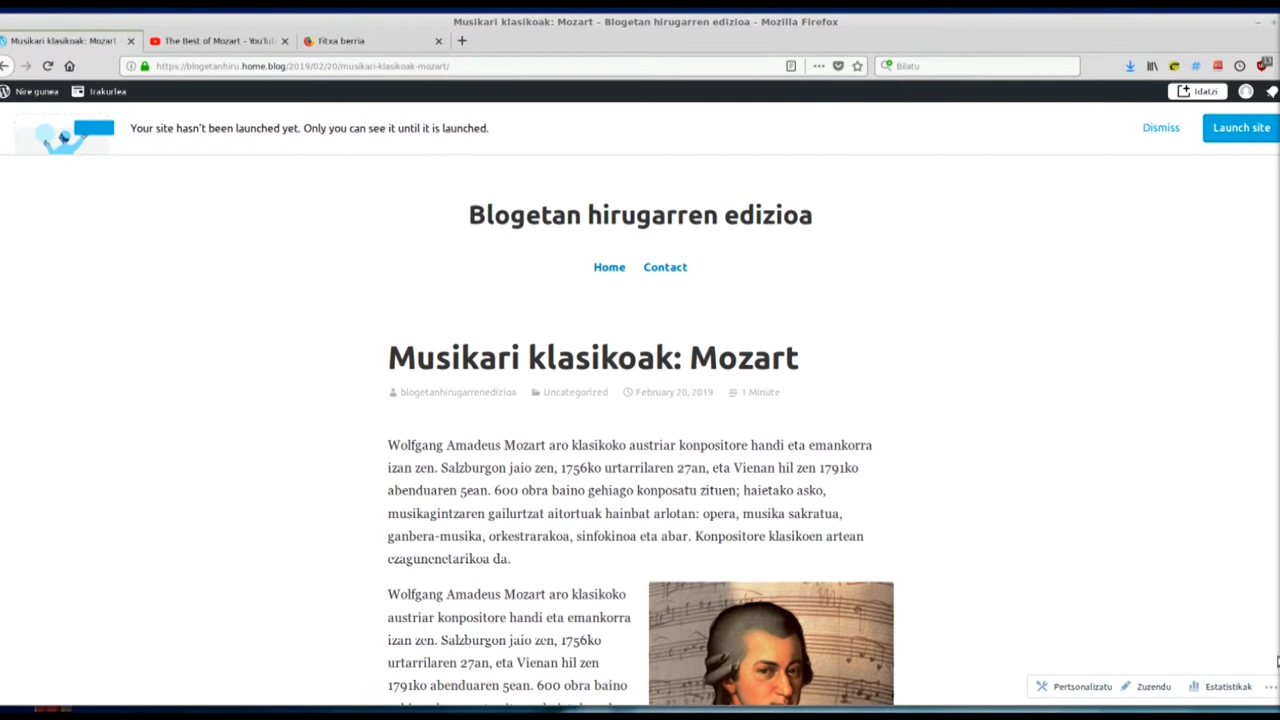 Musikari klasikoak: Mozart - Blogetan hirugarren edizioa - Mozilla Firefox
Musikari klasikoak: Mozart
The Best of Mozart - YouTu
Fitxa berria
https://blogetanhiru.home.blog/2019/02/20/musikari-klasikoak-mozart/
Bilatu
Nire gunea
Irakurlea
Idatzi
Your site hasn't been launched yet. Only you can see it until it is launched.
Dismiss
Launch site
Blogetan hirugarren edizioa
Home
Contact
Musikari klasikoak: Mozart
blogetanhirugarrenedizioa
Uncategorized
February 20, 2019
1 Minute
Wolfgang Amadeus Mozart aro klasikoko austriar konpositore handi eta emankorra
izan zen. Salzburgon jaio zen, 1756ko urtarrilaren 27an, eta Vienan hil zen 1791ko
abenduaren 5ean. 600 obra baino gehiago konposatu zituen; haietako asko,
musikagintzaren gailurtzat aitortuak hainbat arlotan: opera, musika sakratua,
ganbera-musika, orkestrarakoa, sinfokinoa eta abar. Konpositore klasikoen artean
ezagunenetarikoa da.
Wolfgang Amadeus Mozart aro klasikoko
austriar konpositore handi eta emankorra
izan zen. Salzburgon jaio zen, 1756ko
urtarrilaren 27an, eta Vienan hil zen
1791ko abenduaren 5ean. 600 obra baino
Pertsonalizatu
Zuzendu
Estatistikak